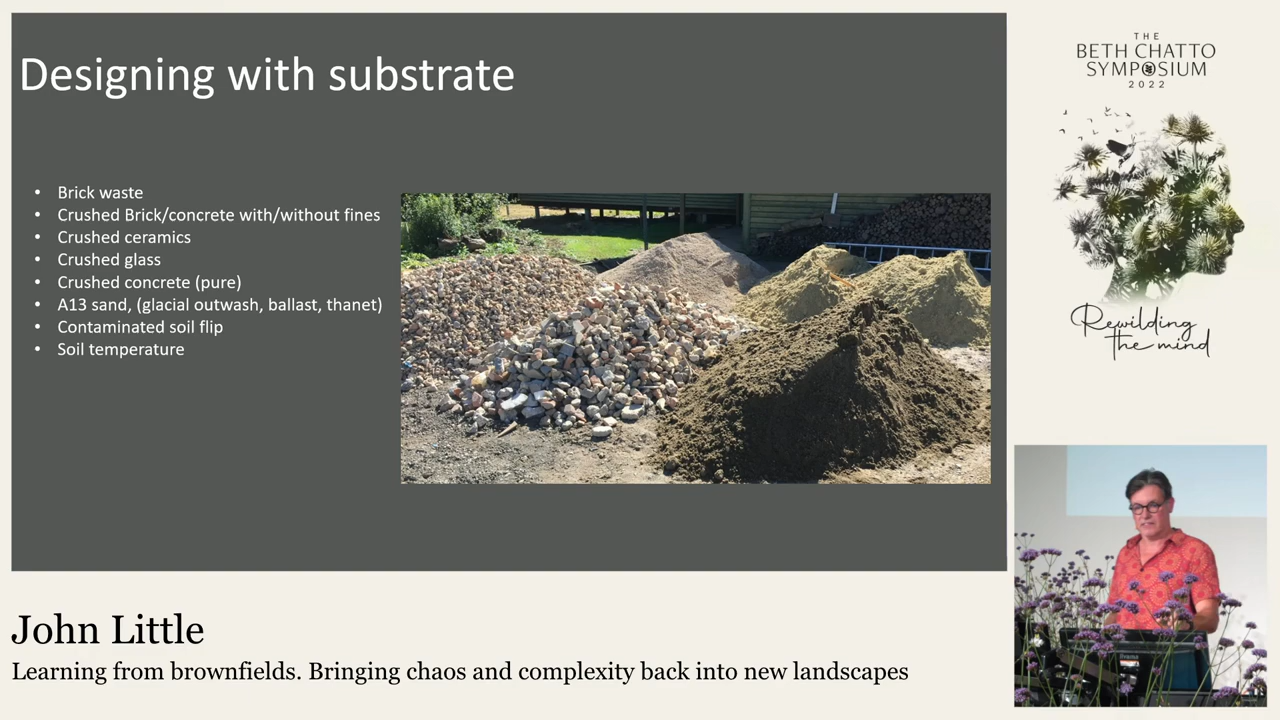 Designing with substrate
• Brick waste
• Crushed Brick/concrete with/without fines
• Crushed ceramics
• Crushed glass
• Crushed concrete (pure)
• A13 sand, (glacial outwash, ballast, thanet)
• Contaminated soil flip
• Soil temperature
THE
BETH CHATTO
SYMPOSIUM
2022
Rewilding
the mind
iiyama
John Little
Learning from brownfields. Bringing chaos and complexity back into new landscapes